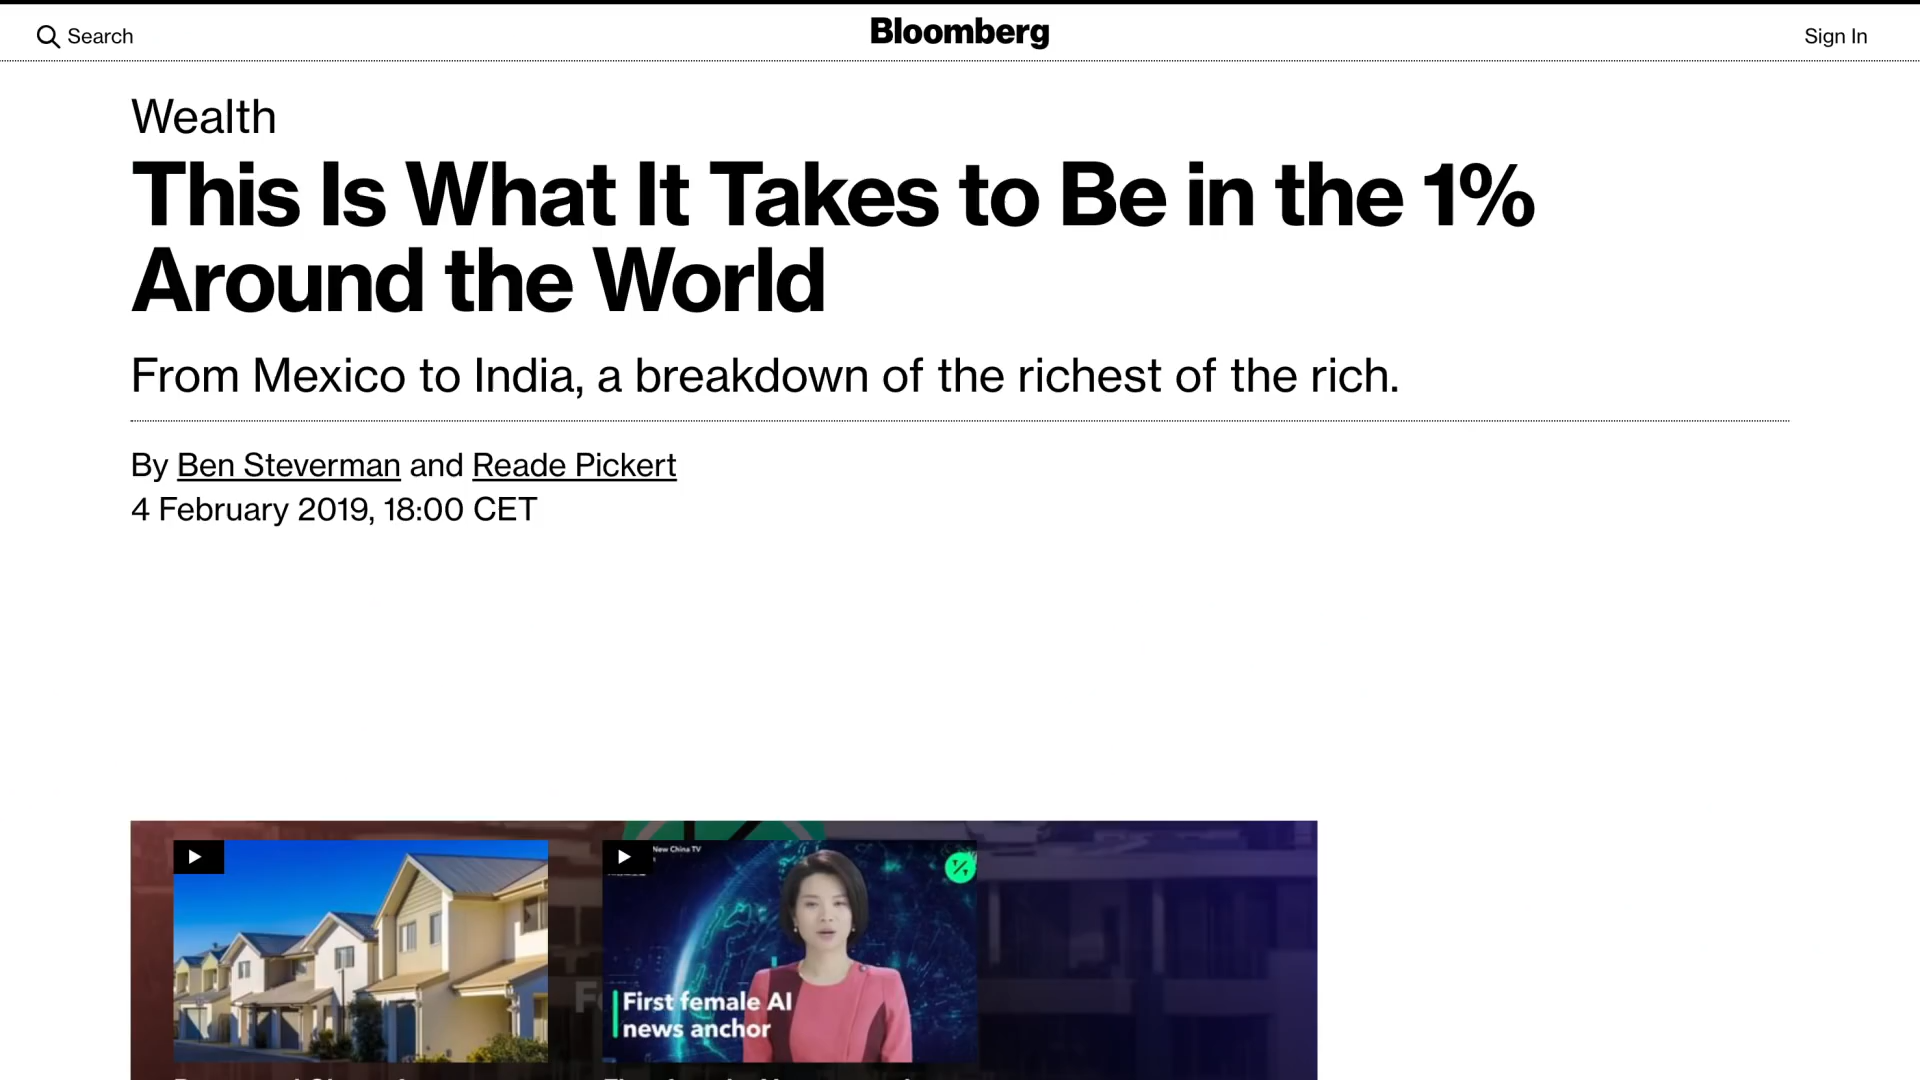 Search
Bloomberg
Sign In
Wealth
This Is What It Takes to Be in the 1%
Around the World
From Mexico to India, a breakdown of the richest of the rich.
By Ben Steverman and Reade Pickert
4 February 2019, 18:00 CET
New China TV
First female AI
news anchor